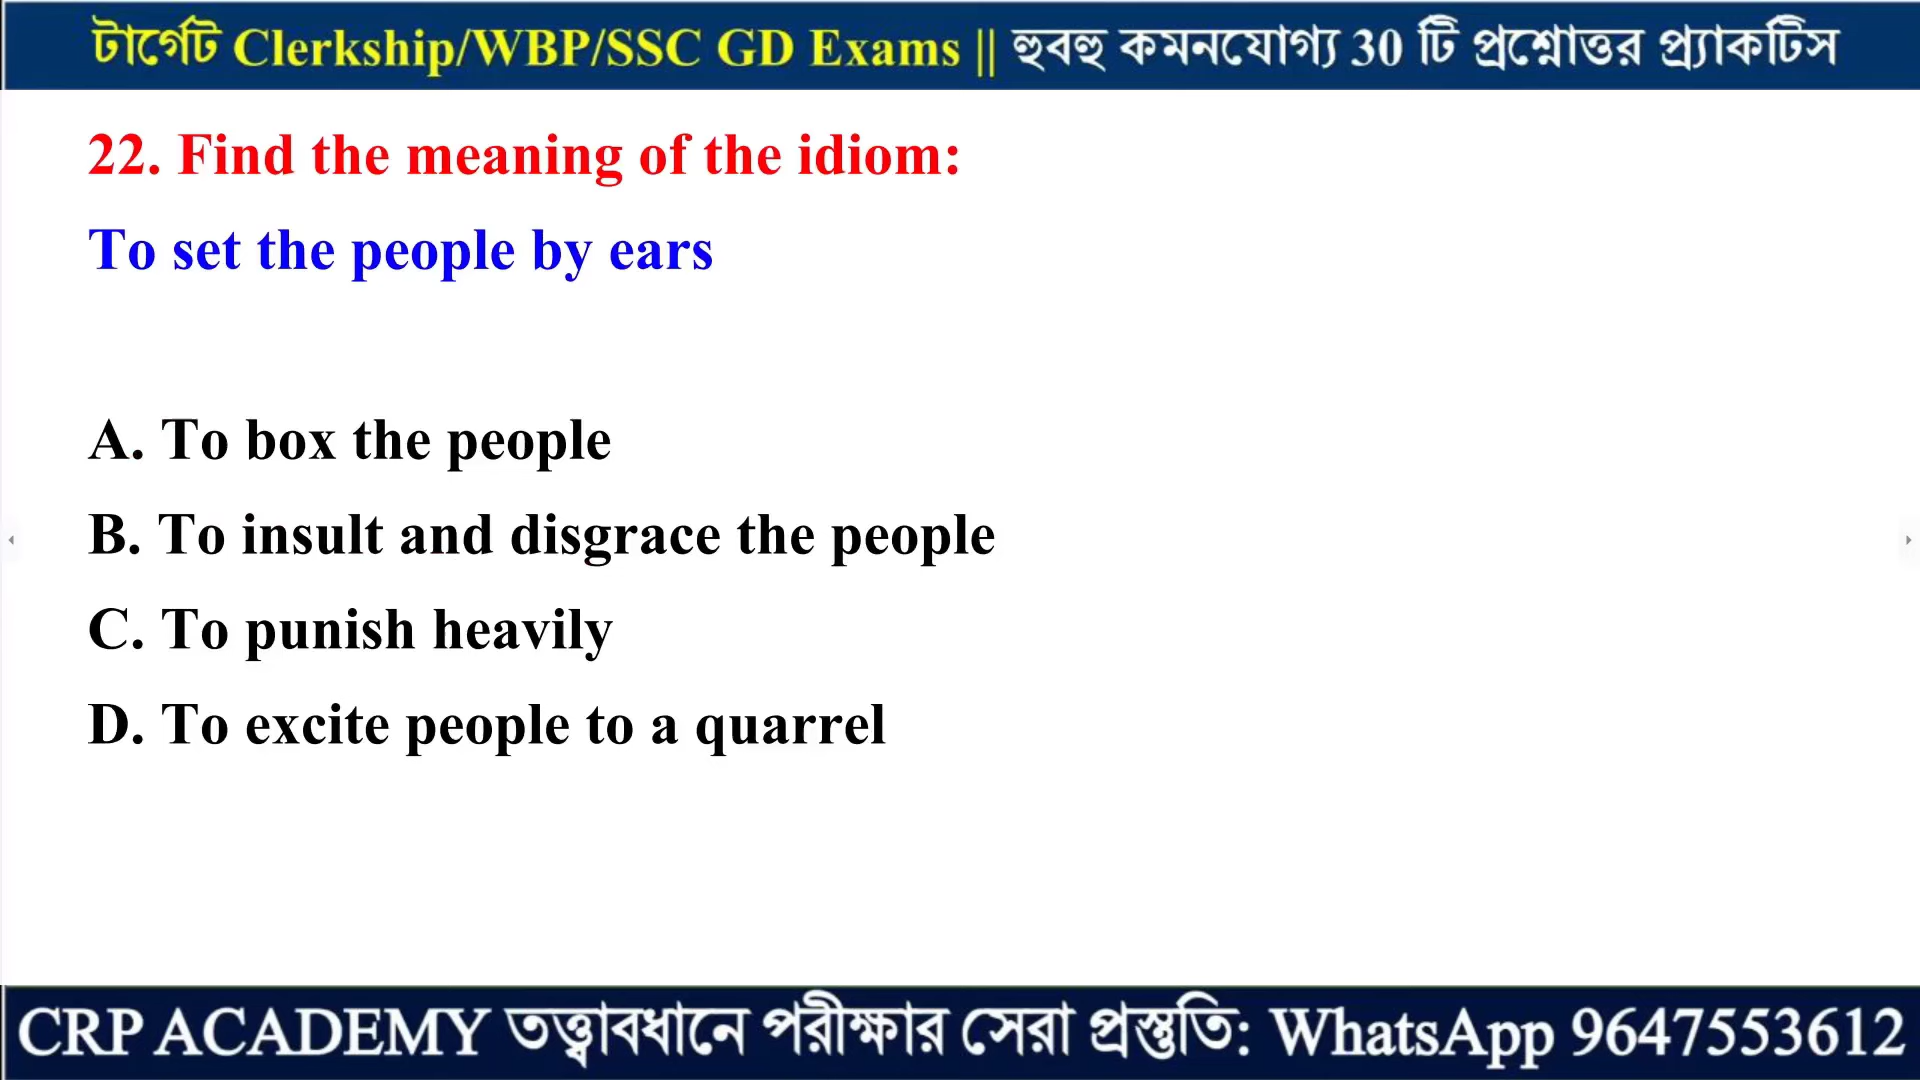 টার্গেট Clerkship/WBP/SSC GD Exams || হুবহু কমনযোগ্য 30 টি প্রশ্নোত্তর প্র্যাকটিস
22. Find the meaning of the idiom:
To set the people by ears
A. To box the people
B. To insult and disgrace the people
C. To punish heavily
D. To excite people to a quarrel
CRP ACADEMY তত্ত্বাবধানে পরীক্ষার সেরা প্রস্তুতি: WhatsApp 9647553612